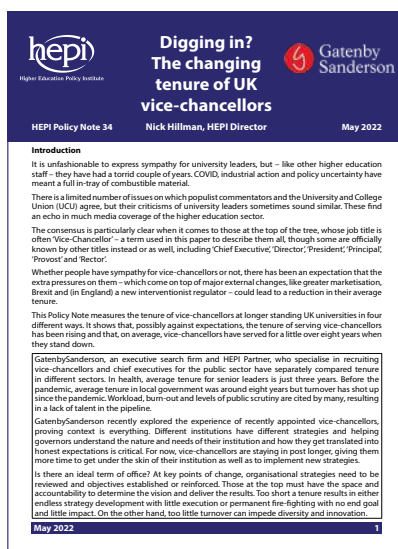 hepi
Higher Education Policy Institute
Digging in?
The changing
tenure of UK
vice-chancellors
Gatenby
Sanderson
HEPI Policy Note 34
Nick Hillman, HEPI Director
May 2022
Introduction
It is unfashionable to express sympathy for university leaders, but – like other higher education
staff – they have had a torrid couple of years. COVID, industrial action and policy uncertainty have
meant a full in-tray of combustible material.
There is a limited number of issues on which populist commentators and the University and College
Union (UCU) agree, but their criticisms of university leaders sometimes sound similar. These find
an echo in much media coverage of the higher education sector.
The consensus is particularly clear when it comes to those at the top of the tree, whose job title is
often ‘Vice-Chancellor’ – a term used in this paper to describe them all, though some are officially
known by other titles instead or as well, including ‘Chief Executive’, ‘Director’, ‘President’, ‘Principal’,
‘Provost’ and ‘Rector’.
Whether people have sympathy for vice-chancellors or not, there has been an expectation that the
extra pressures on them – which come on top of major external changes, like greater marketisation,
Brexit and (in England) a new interventionist regulator – could lead to a reduction in their average
tenure.
This Policy Note measures the tenure of vice-chancellors at longer standing UK universities in four
different ways. It shows that, possibly against expectations, the tenure of serving vice-chancellors
has been rising and that, on average, vice-chancellors have served for a little over eight years when
they stand down.
GatenbySanderson, an executive search firm and HEPI Partner, who specialise in recruiting
vice-chancellors and chief executives for the public sector have separately compared tenure
in different sectors. In health, average tenure for senior leaders is just three years. Before the
pandemic, average tenure in local government was around eight years but turnover has shot up
since the pandemic. Workload, burn-out and levels of public scrutiny are cited by many, resulting
in a lack of talent in the pipeline.
GatenbySanderson recently explored the experience of recently appointed vice-chancellors,
proving context is everything. Different institutions have different strategies and helping
governors understand the nature and needs of their institution and how they get translated into
honest expectations is critical. For now, vice-chancellors are staying in post longer, giving them
more time to get under the skin of their institution as well as to implement new strategies.
Is there an ideal term of office? At key points of change, organisational strategies need to be
reviewed and objectives established or reinforced. Those at the top must have the space and
accountability to determine the vision and deliver the results. Too short a tenure results in either
endless strategy development with little execution or permanent fire-fighting with no end goal
and little impact. On the other hand, too little turnover can impede diversity and innovation.
May 2022
1